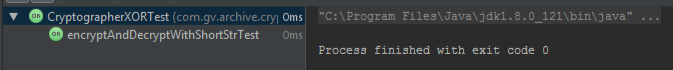 CryptographerXORTest (com.gv.archive.cryp 0ms
encryptAndDecryptWithShortStrTest 0ms
"C:\Program Files\Java\jdk1.8.0_121\bin\java" ...
Process finished with exit code 0